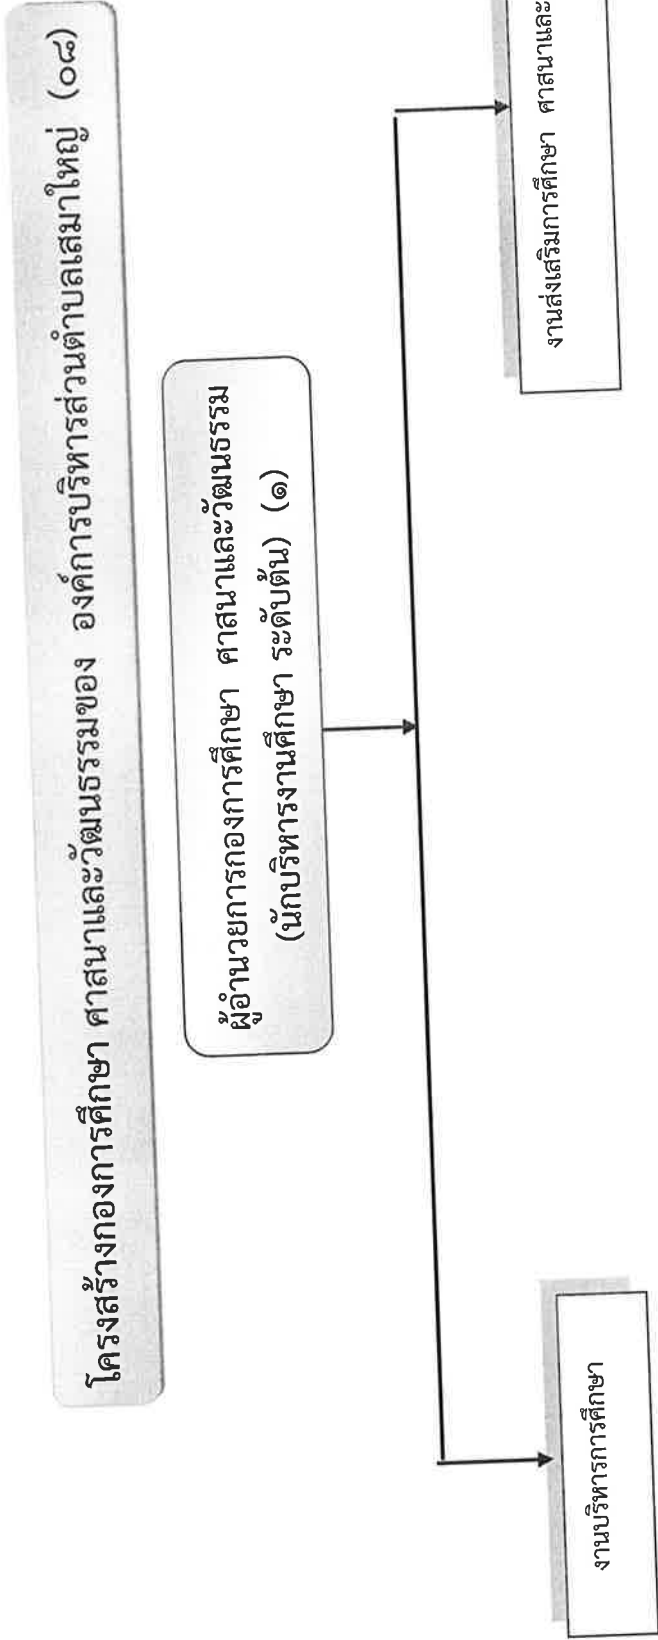 โครงสร้างกองการศึกษา ศาสนาและวัฒนธรรมของ องค์การบริหารส่วนตำบลเสมาใหญ่ (๐๘)
ผู้อำนวยการกองการศึกษา ศาสนาและวัฒนธรรม
(นักบริหารงานศึกษา ระดับต้น) (๑)
งานบริหารการศึกษา
งานส่งเสริมการศึกษา ศาสนาและ